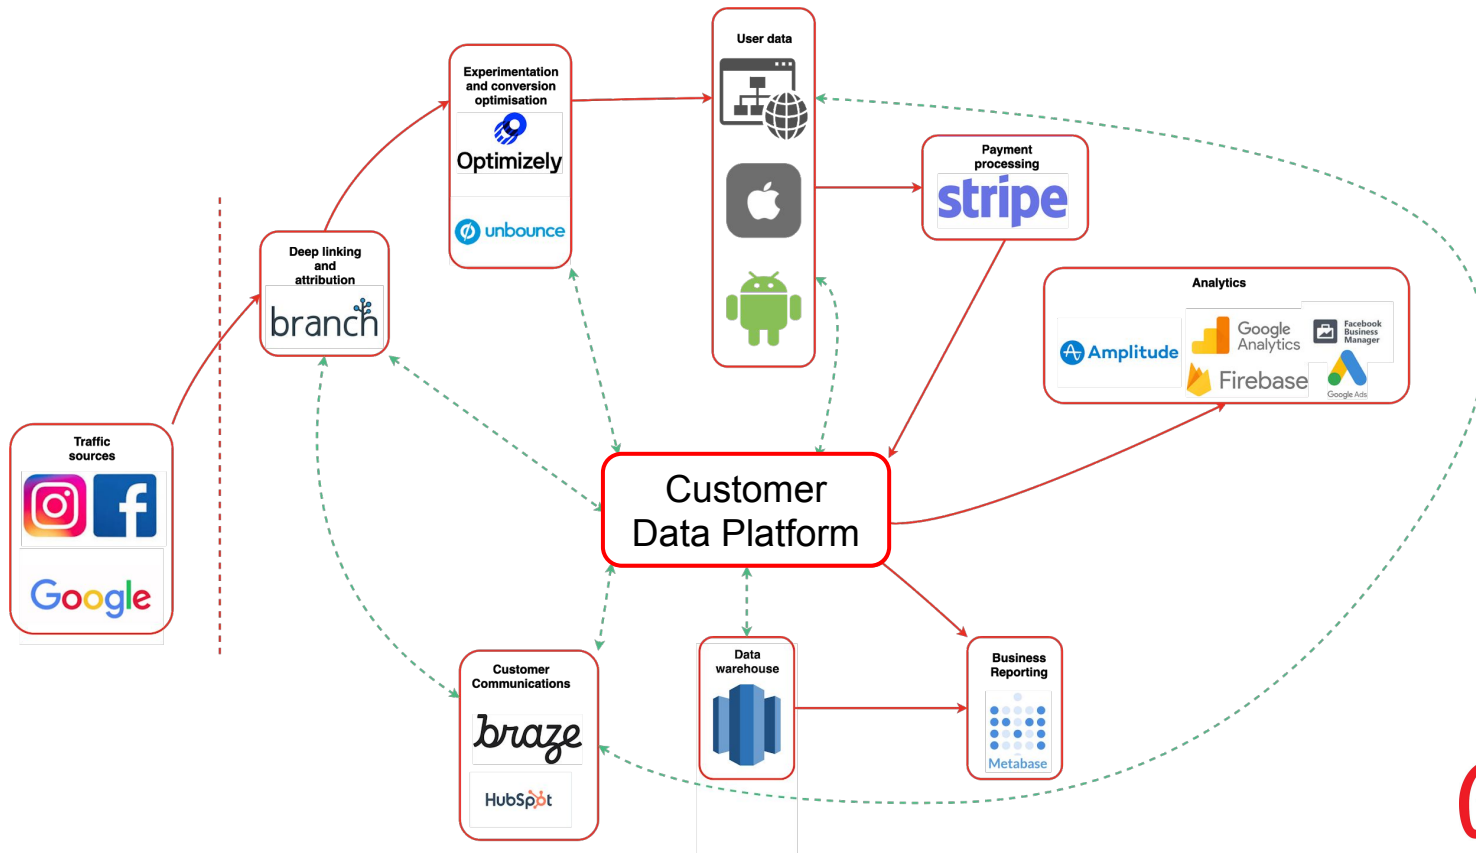 User data
Experimentation
and conversion
optimisation
Optimizely
unbounce
Payment
processing
stripe
Deep linking
and
attribution
branch
Analytics
Amplitude
Google
Analytics
Facebook
Business
Manager
Firebase
Google Ads
Traffic
sources
Google
Customer
Data Platform
Customer
Communications
braze
HubSpot
Data
warehouse
Business
Reporting
Metabase